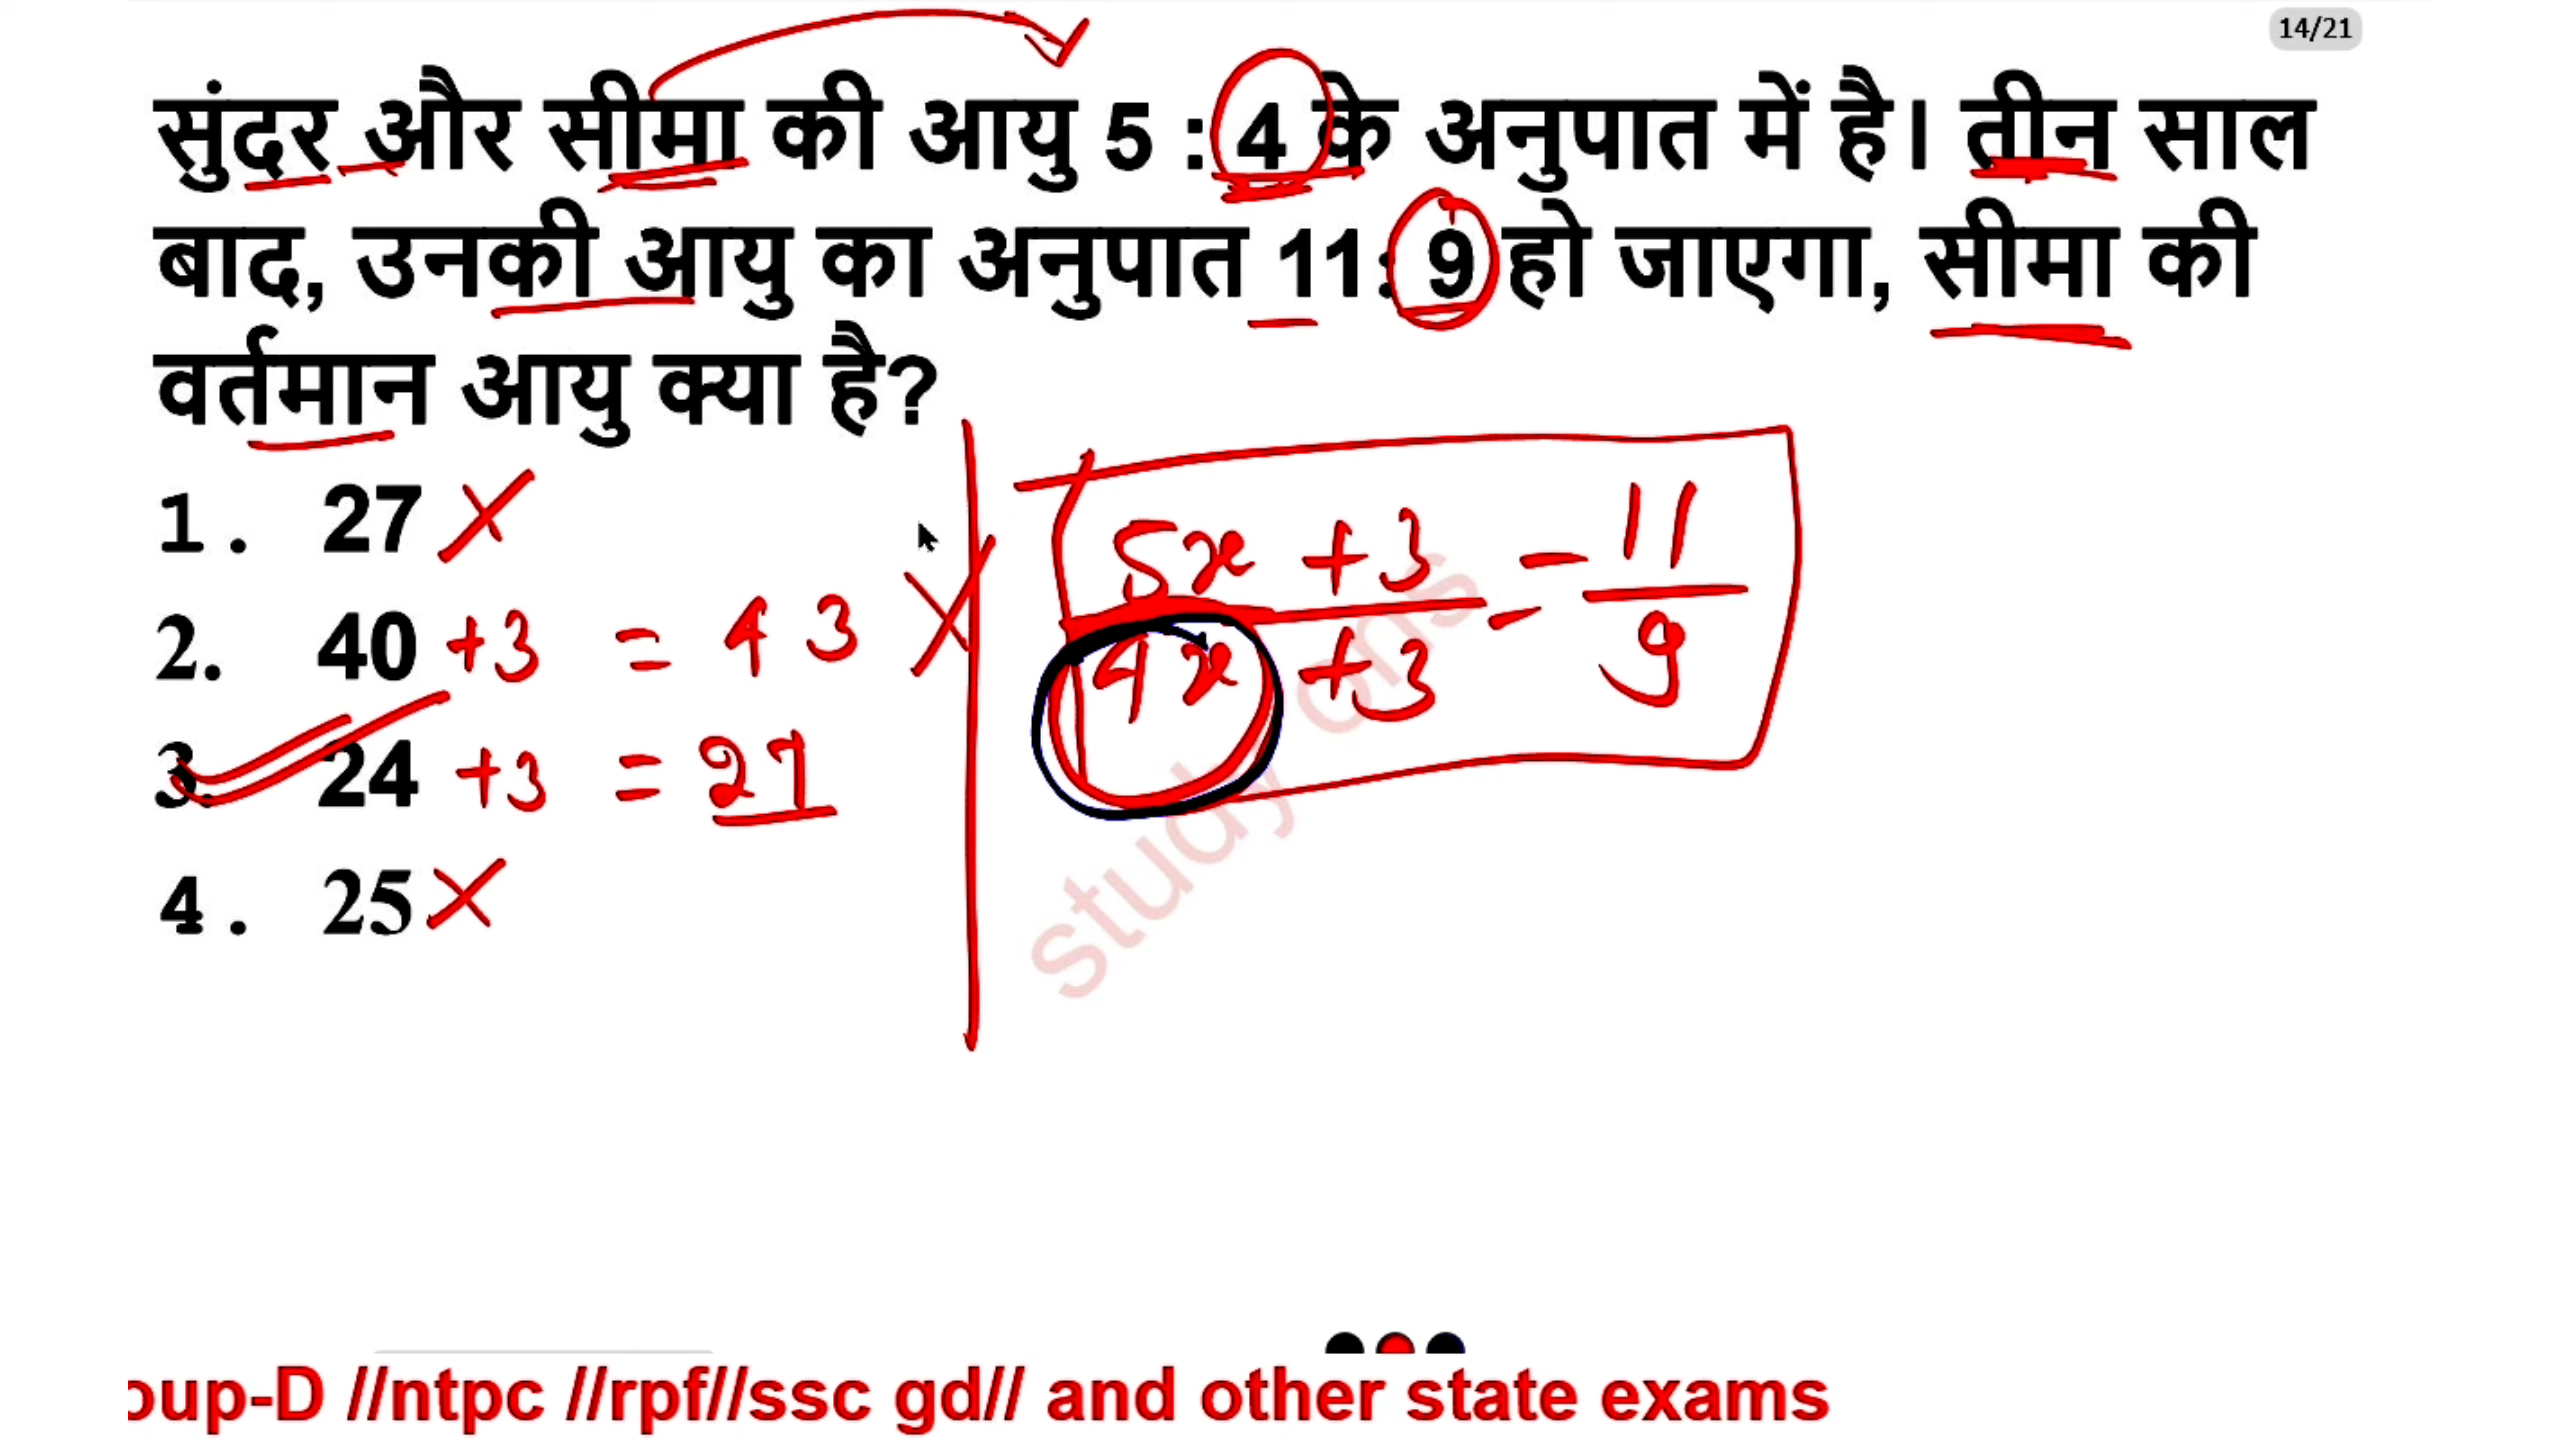 14/21
सुंदर और सीमा की आयु 5 : 4 के अनुपात में है। तीन साल
बाद, उनकी आयु का अनुपात 11: 9 हो जाएगा, सीमा की
वर्तमान आयु क्या है?
1. 27 X
2. 40 +3 = 43 X
3. 24 +3 = 27
4. 25 X
5x +3 = 11
4x +3 9
study ons
oup-D //ntpc //rpf//ssc gd// and other state exams